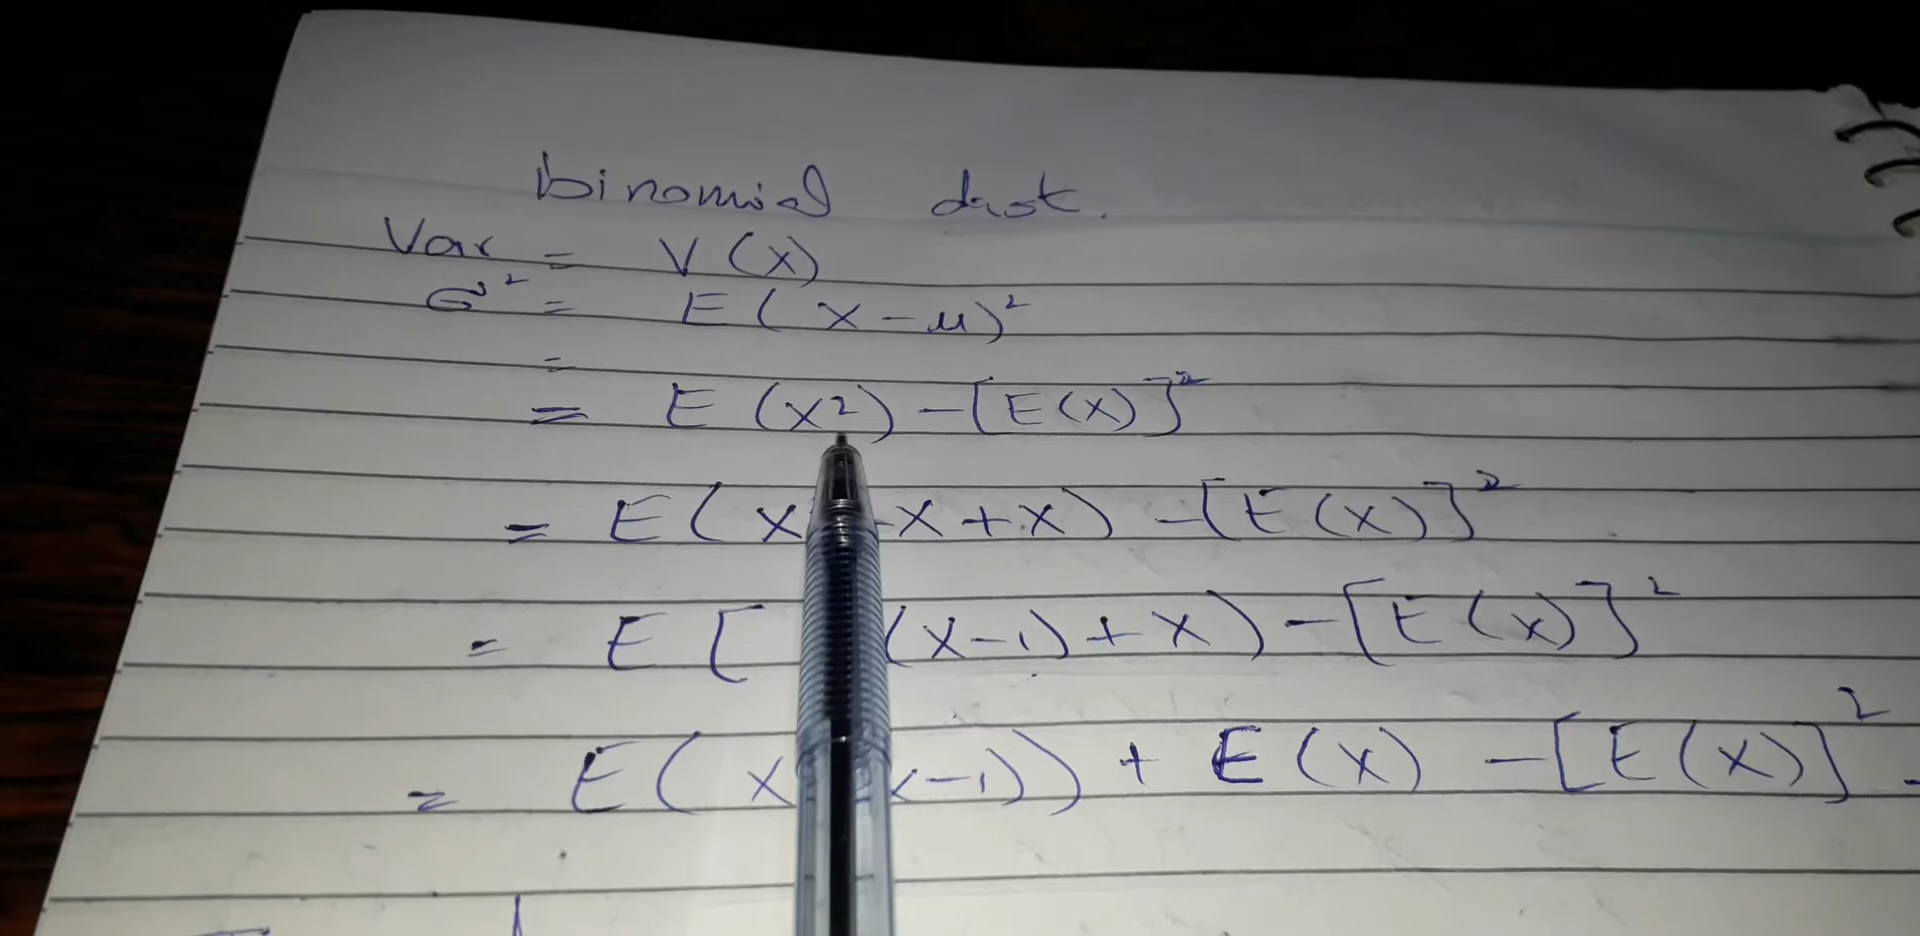 binomial dist.
Var = V(x)
σ² = E(x-μ)²
=
= E(x²) - [E(x)]²
= E(x -x+x) - [E(x)]²
= E[ (x-1)+x) - [E(x)]²
= E(x x-1)) + E(x) - [E(x)]²